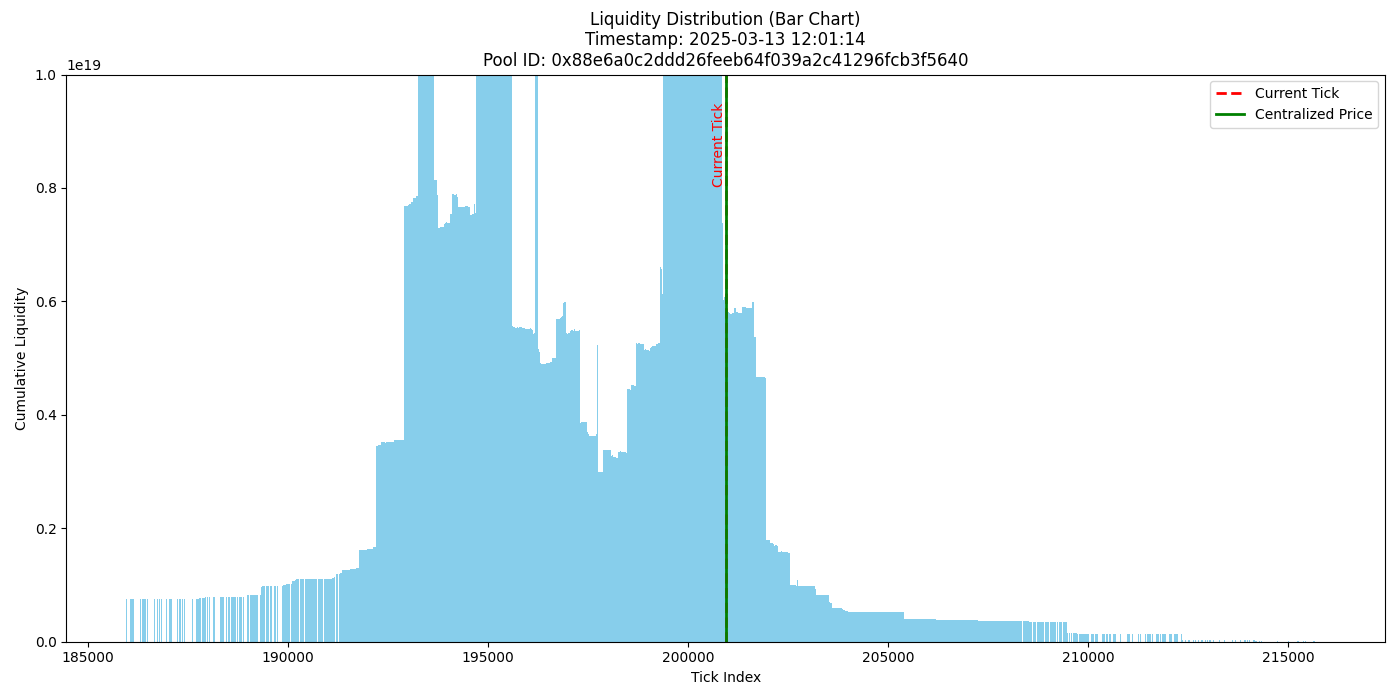 Liquidity Distribution (Bar Chart)
Timestamp: 2025-03-13 12:01:14
Pool ID: 0x88e6a0c2ddd26feeb64f039a2c41296fcb3f5640
1e19
1.0
0.8
0.6
0.4
0.2
0.0
Cumulative Liquidity
Current Tick
Current Tick
Centralized Price
185000 190000 195000 200000 205000 210000 215000
Tick Index